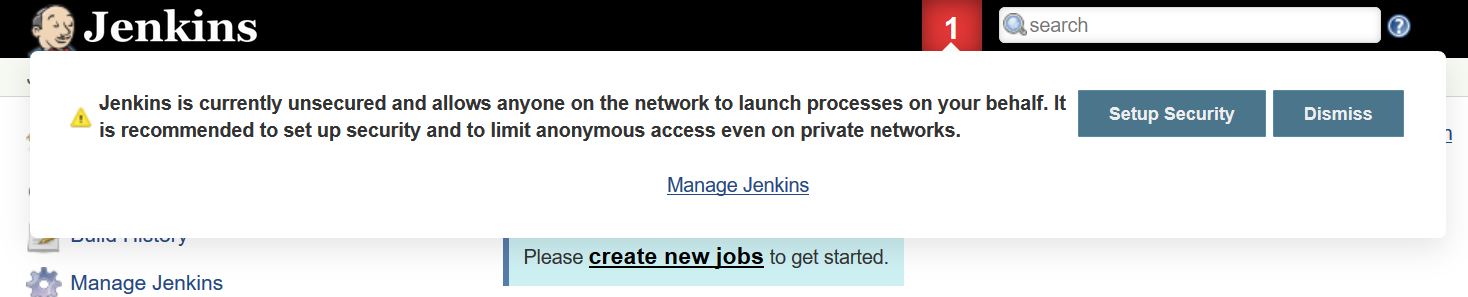 Jenkins
1
search
?
Jenkins is currently unsecured and allows anyone on the network to launch processes on your behalf. It
is recommended to set up security and to limit anonymous access even on private networks.
Setup Security
Dismiss
Manage Jenkins
Build History
Please create new jobs to get started.
Manage Jenkins